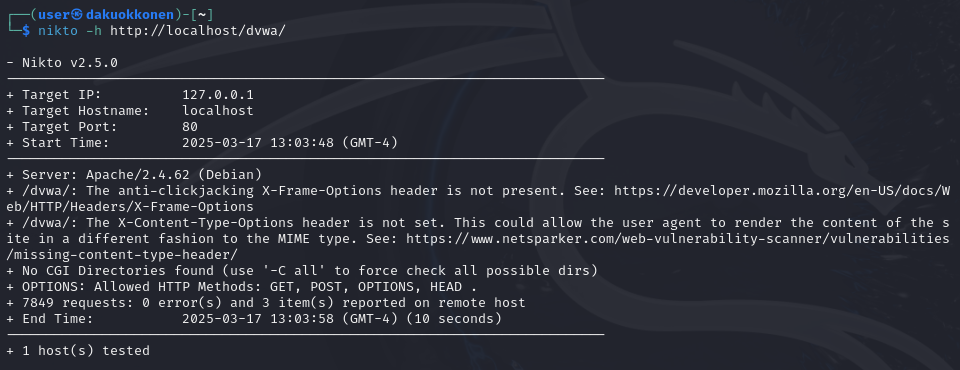 ┌──(user㉿dakuokkonen)-[~]
└─$ nikto -h http://localhost/dvwa/
- Nikto v2.5.0
---------------------------------------------------------------------------
+ Target IP:          127.0.0.1
+ Target Hostname:    localhost
+ Target Port:        80
+ Start Time:         2025-03-17 13:03:48 (GMT-4)
---------------------------------------------------------------------------
+ Server: Apache/2.4.62 (Debian)
+ /dvwa/: The anti-clickjacking X-Frame-Options header is not present. See: https://developer.mozilla.org/en-US/docs/W
eb/HTTP/Headers/X-Frame-Options
+ /dvwa/: The X-Content-Type-Options header is not set. This could allow the user agent to render the content of the s
ite in a different fashion to the MIME type. See: https://www.netsparker.com/web-vulnerability-scanner/vulnerabilities
/missing-content-type-header/
+ No CGI Directories found (use '-C all' to force check all possible dirs)
+ OPTIONS: Allowed HTTP Methods: GET, POST, OPTIONS, HEAD .
+ 7849 requests: 0 error(s) and 3 item(s) reported on remote host
+ End Time:           2025-03-17 13:03:58 (GMT-4) (10 seconds)
---------------------------------------------------------------------------
+ 1 host(s) tested